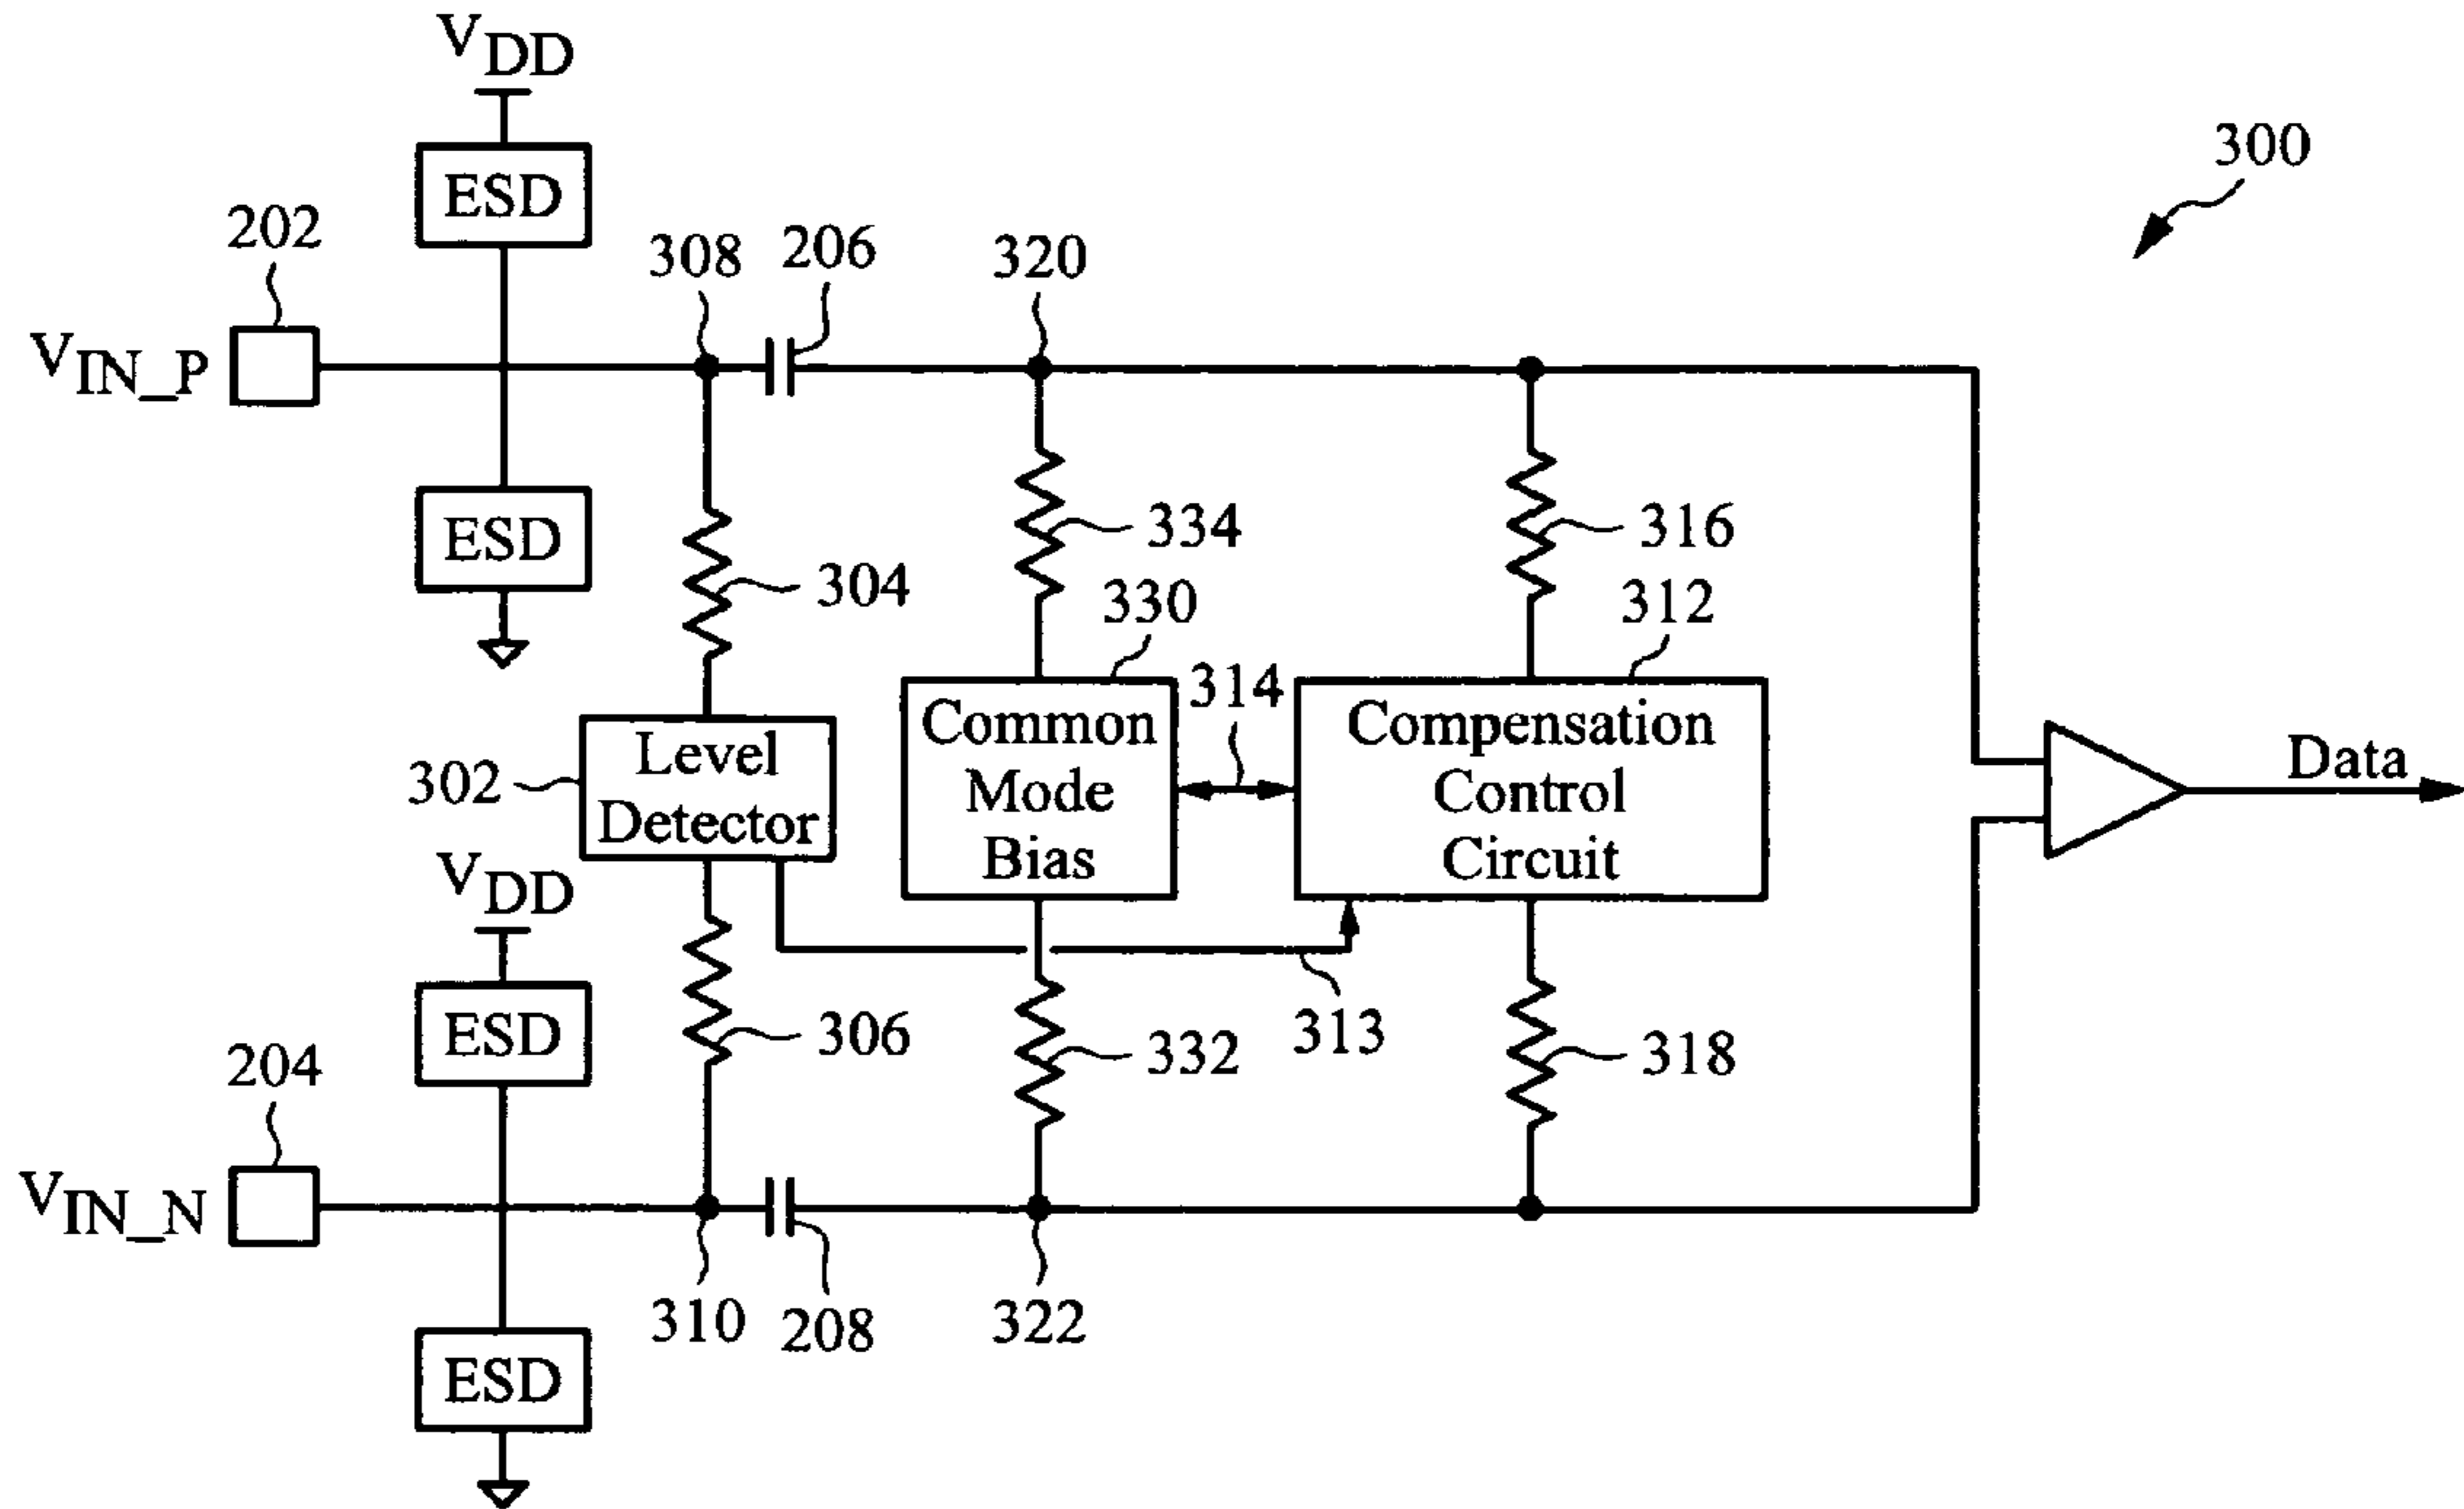 VDD
300
ESD
202
308
206
320
VIN_P
ESD
334
316
304
330
312
314
Level
Detector
302
Common
Mode
Bias
Compensation
Control
Circuit
Data
VDD
ESD
306
332
313
318
204
VIN_N
310
208
322
ESD